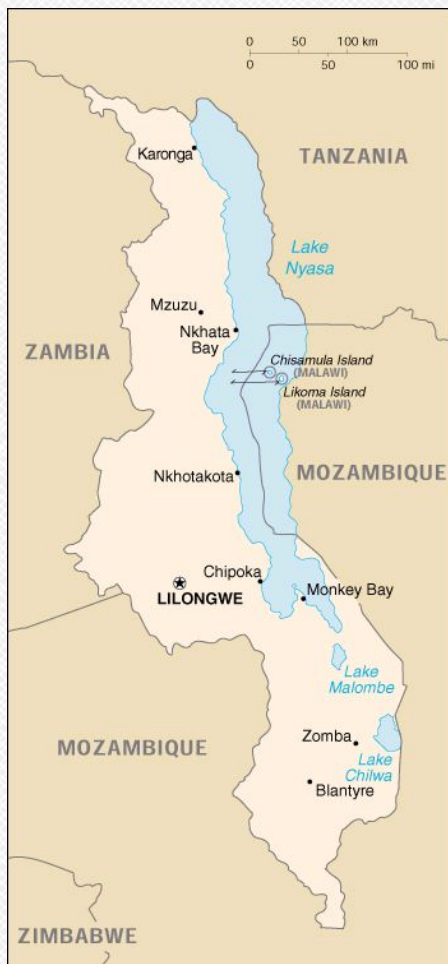 0 50 100 km
0 50 100 mi
Karonga
TANZANIA
Lake
Nyasa
Mzuzu
Nkhata
Bay
ZAMBIA
Chisamula Island
(MALAWI)
Likoma Island
(MALAWI)
Nkhotakota
MOZAMBIQUE
Chipoka
LILONGWE
Monkey Bay
Lake
Malombe
MOZAMBIQUE
Zomba
Lake
Chilwa
Blantyre
ZIMBABWE